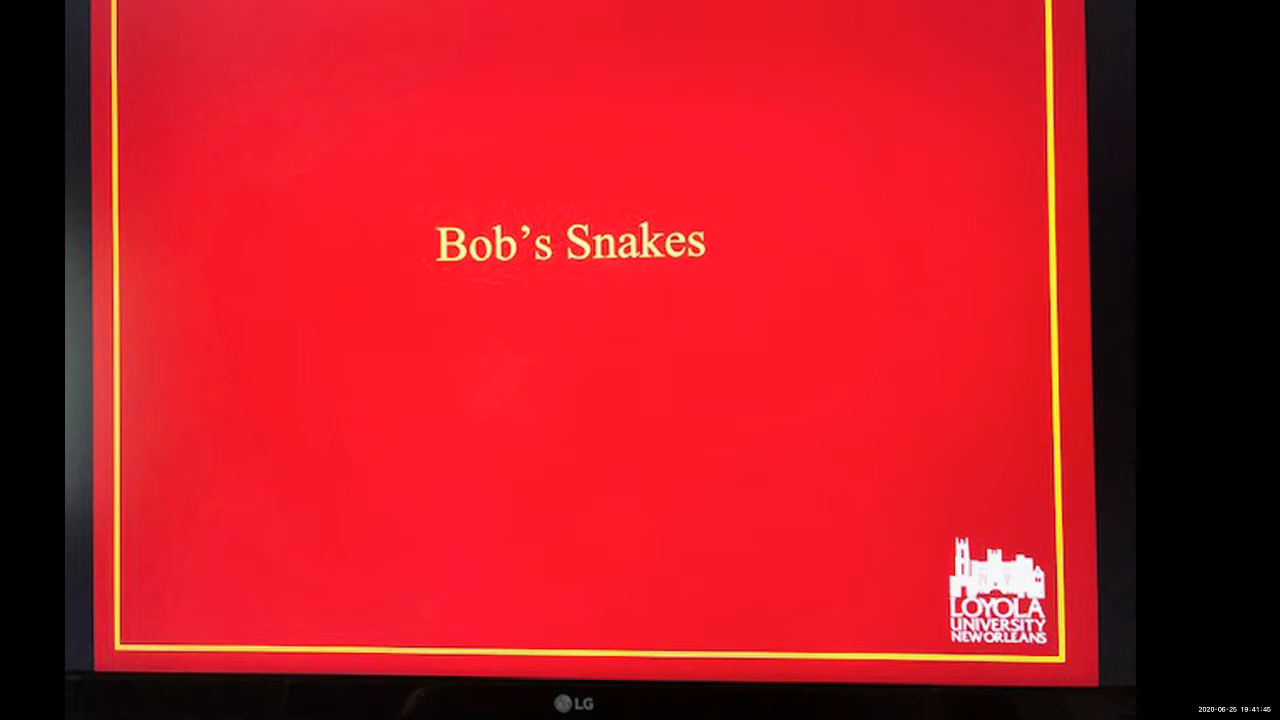 Bob’s Snakes
LOYOLA
UNIVERSITY
NEW ORLEANS
LG
2020-06-25 19:41:46